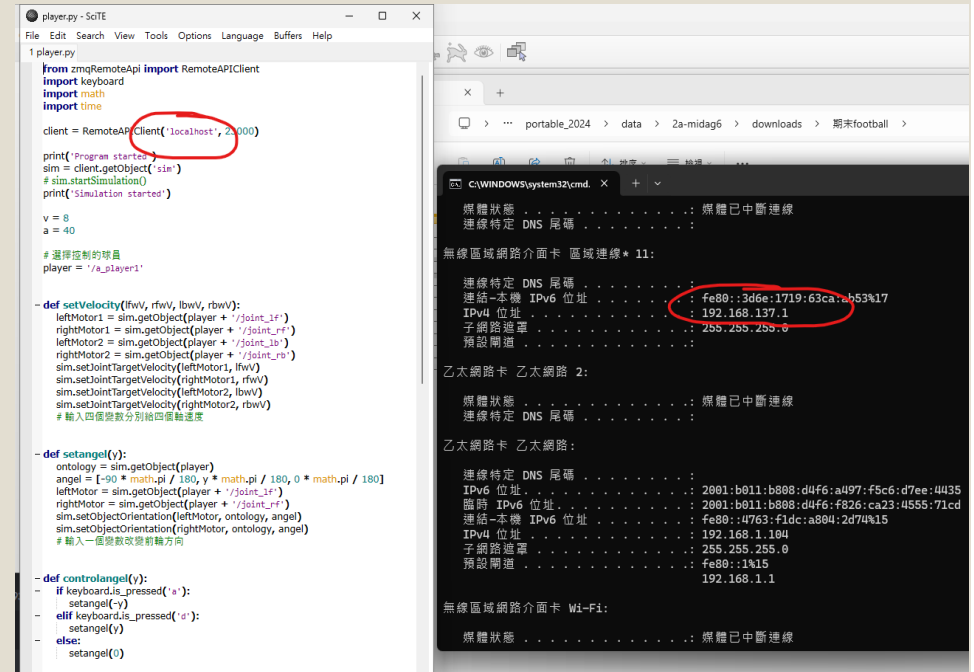 player.py - SciTE
File Edit Search View Tools Options Language Buffers Help
1 player.py
from zmqRemoteApi import RemoteAPIClient
import keyboard
import math
import time
client = RemoteAPIClient('localhost', 23000)
print('Program started')
sim = client.getObject('sim')
# sim.startSimulation()
print('Simulation started')
v = 8
a = 40
# 選擇控制的球員
player = '/a_player1'
def setVelocity(lfwV, rfwV, lbwV, rbwV):
leftMotor1 = sim.getObject(player + '/joint_lf')
rightMotor1 = sim.getObject(player + '/joint_rf')
leftMotor2 = sim.getObject(player + '/joint_lb')
rightMotor2 = sim.getObject(player + '/joint_rb')
sim.setJointTargetVelocity(leftMotor1, lfwV)
sim.setJointTargetVelocity(rightMotor1, rfwV)
sim.setJointTargetVelocity(leftMotor2, lbwV)
sim.setJointTargetVelocity(rightMotor2, rbwV)
# 輸入四個變數分別給四個軸速度
def setangel(y):
ontology = sim.getObject(player)
angel = [-90 * math.pi / 180, y * math.pi / 180, 0 * math.pi / 180]
leftMotor = sim.getObject(player + '/joint_lf')
rightMotor = sim.getObject(player + '/joint_rf')
sim.setObjectOrientation(leftMotor, ontology, angel)
sim.setObjectOrientation(rightMotor, ontology, angel)
# 輸入一個變數改變前輪方向
def controlangel(y):
if keyboard.is_pressed('a'):
setangel(-y)
elif keyboard.is_pressed('d'):
setangel(y)
else:
setangel(0)
portable_2024 > data > 2a-midag6 > downloads > 期末football >
C:\WINDOWS\system32\cmd.
媒體狀態 . . . . . . . . . . . . .: 媒體已中斷連線
連線特定 DNS 尾碼 . . . . . . . .:
無線區域網路介面卡 區域連線* 11:
連線特定 DNS 尾碼 . . . . . . . .:
連結-本機 IPv6 位址 . . . . . . . .: fe80::3d6e:1719:63ca:ab53%17
IPv4 位址 . . . . . . . . . . . .: 192.168.137.1
子網路遮罩 . . . . . . . . . . . .: 255.255.255.0
預設閘道 . . . . . . . . . . . . .:
乙太網路卡 乙太網路 2:
媒體狀態 . . . . . . . . . . . . .: 媒體已中斷連線
連線特定 DNS 尾碼 . . . . . . . .:
乙太網路卡 乙太網路:
連線特定 DNS 尾碼 . . . . . . . .:
IPv6 位址. . . . . . . . . . . . .: 2001:b011:b808:d4f6:a497:f5c6:d7ee:4435
臨時 IPv6 位址. . . . . . . . . .: 2001:b011:b808:d4f6:f826:ca23:4555:71cd
連結-本機 IPv6 位址 . . . . . . . .: fe80::4763:f1dc:a804:2d74%15
IPv4 位址 . . . . . . . . . . . .: 192.168.1.104
子網路遮罩 . . . . . . . . . . . .: 255.255.255.0
預設閘道 . . . . . . . . . . . . .: fe80::1%15
192.168.1.1
無線區域網路介面卡 Wi-Fi:
媒體狀態 . . . . . . . . . . . . .: 媒體已中斷連線